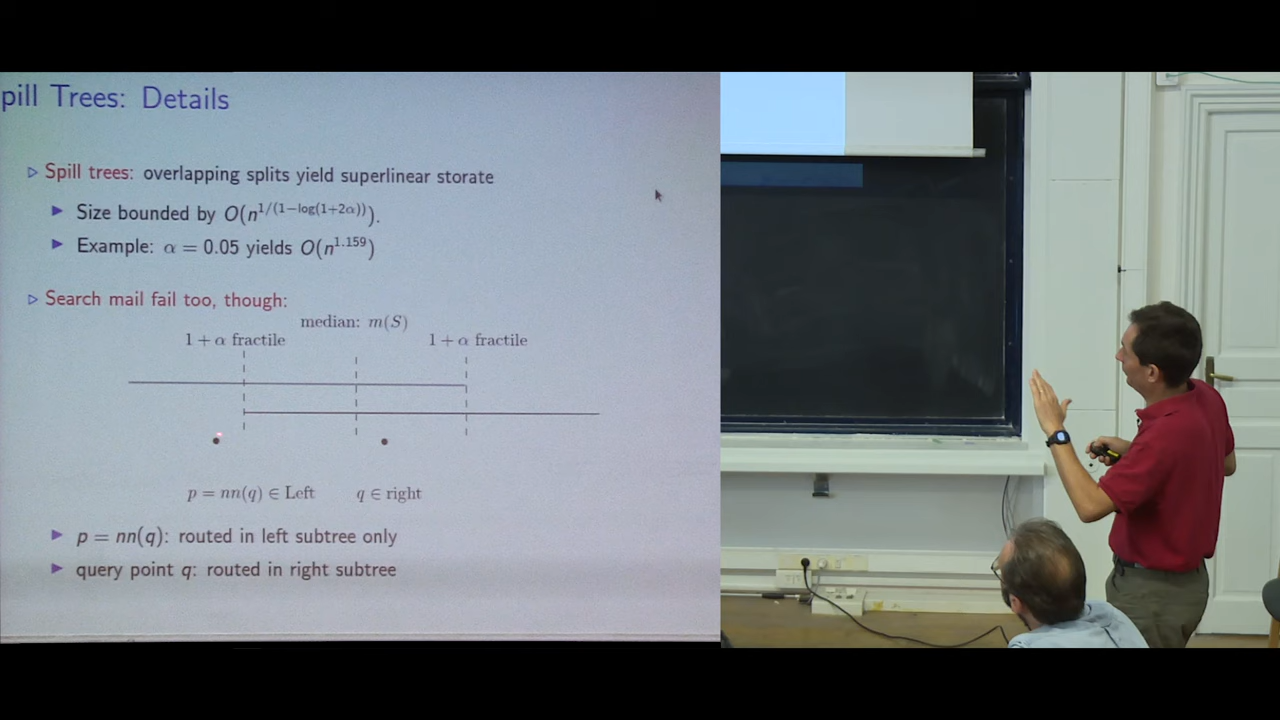 pill Trees: Details
Spill trees: overlapping splits yield superlinear storate
Size bounded by O(n^{1/(1−log(1+2α))}).
Example: α = 0.05 yields O(n^{1.159})
Search mail fail too, though:
median: m(S)
1 + α fractile 1 + α fractile
p = nn(q) ∈ Left q ∈ right
p = nn(q): routed in left subtree only
query point q: routed in right subtree